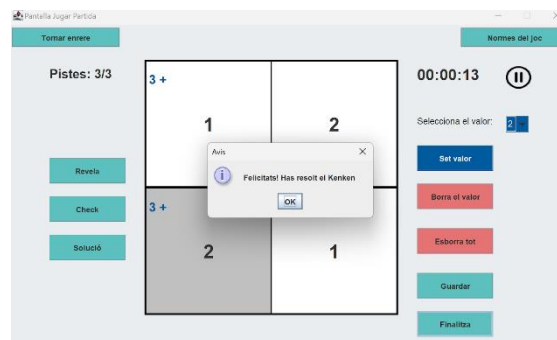 Pantalla Jugar Partida
Tornar enrere
Normes del joc
Pistes: 3/3
00:00:13
3 +
1
2
Selecciona el valor:
2
Set valor
Avis
Felicitats! Has resolt el Kenken
OK
Revela
Borra el valor
3 +
Check
2
1
Esborra tot
Solució
Guardar
Finalitza